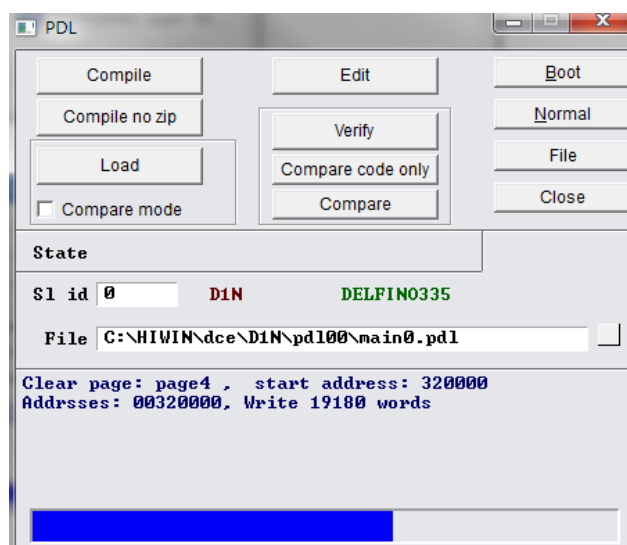 PDL
Compile Edit Boot
Compile no zip Verify Normal
Load Compare code only File
Compare mode Compare Close
State
Sl id 0 D1N DELFINO335
File C:\HIWIN\dce\D1N\pdl00\main0.pdl
Clear page: page4 , start address: 320000
Addrsses: 00320000, Write 19180 words